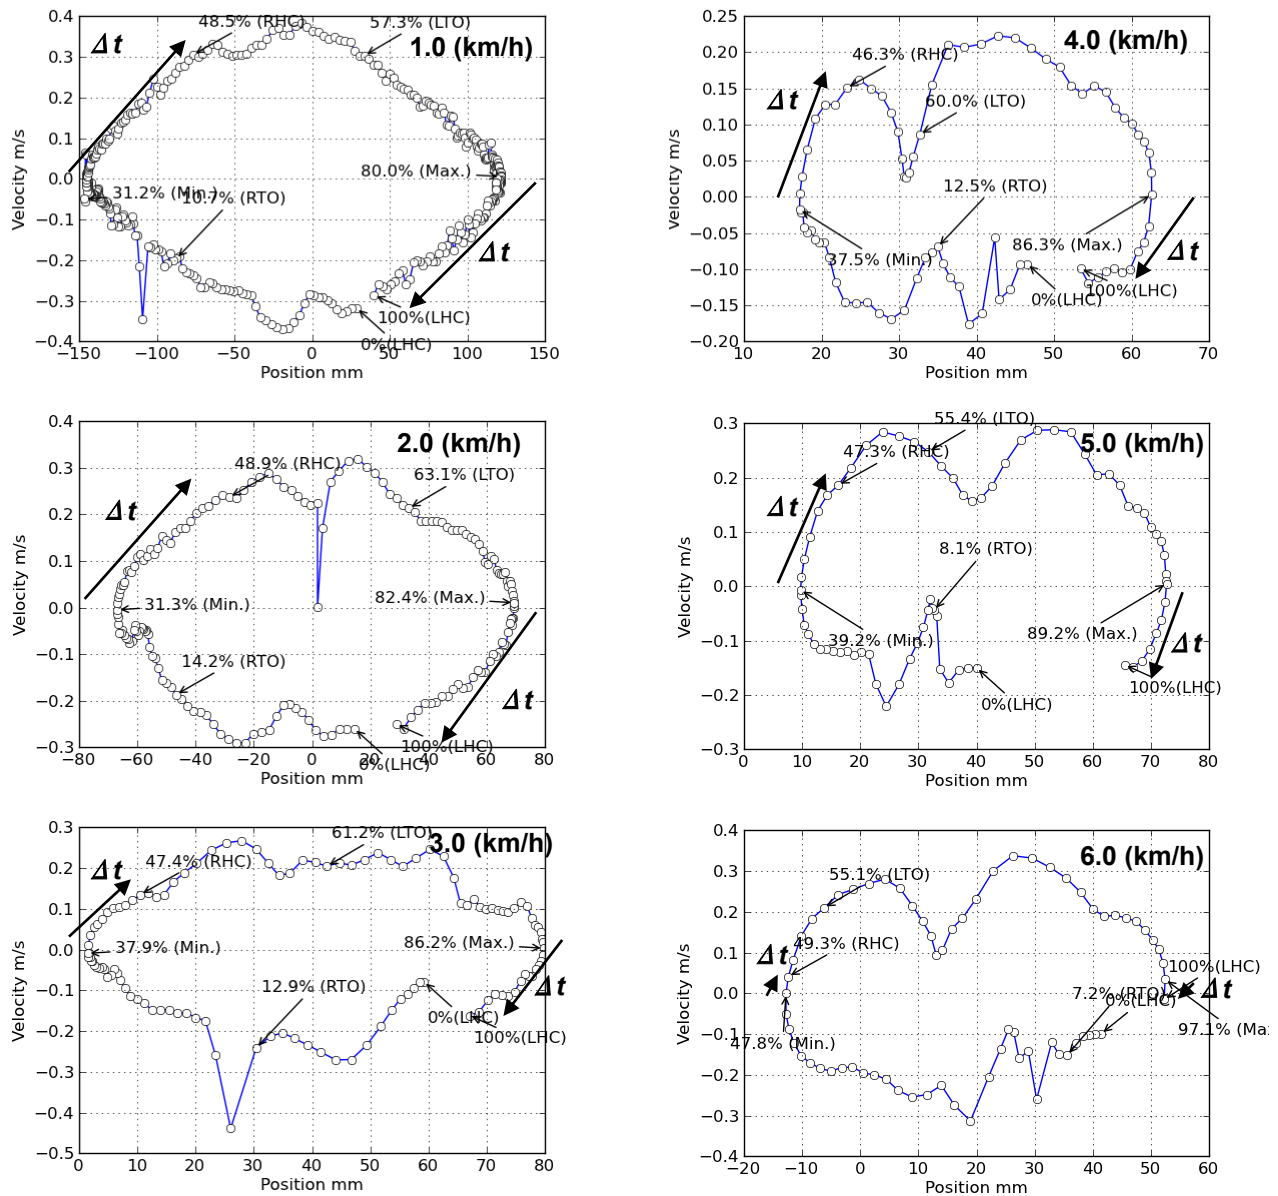 0.4
0.3
0.2
0.1
0.0
−0.1
−0.2
−0.3
−0.4
Velocity m/s
Δt
48.5% (RHC)
57.3% (LTO)
1.0 (km/h)
80.0% (Max.)
31.2% (Min.)
10.7% (RTO)
Δt
100%(LHC)
0%(LHC)
−150
−100
−50
0
50
100
150
Position mm
0.25
0.20
0.15
0.10
0.05
0.00
−0.05
−0.10
−0.15
−0.20
Velocity m/s
4.0 (km/h)
46.3% (RHC)
Δt
60.0% (LTO)
12.5% (RTO)
86.3% (Max.)
37.5% (Min.)
Δt
0%(LHC)
100%(LHC)
10
20
30
40
50
60
70
Position mm
0.4
0.3
0.2
0.1
0.0
−0.1
−0.2
−0.3
Velocity m/s
2.0 (km/h)
48.9% (RHC)
63.1% (LTO)
Δt
31.3% (Min.)
82.4% (Max.)
14.2% (RTO)
Δt
100%(LHC)
0%(LHC)
−80
−60
−40
−20
0
20
40
60
80
Position mm
0.3
0.2
0.1
0.0
−0.1
−0.2
−0.3
Velocity m/s
55.4% (LTO)
5.0 (km/h)
47.3% (RHC)
Δt
8.1% (RTO)
39.2% (Min.)
89.2% (Max.)
Δt
100%(LHC)
0%(LHC)
0
10
20
30
40
50
60
70
80
Position mm
0.3
0.2
0.1
0.0
−0.1
−0.2
−0.3
−0.4
−0.5
Velocity m/s
61.2% (LTO)
3.0 (km/h)
47.4% (RHC)
Δt
37.9% (Min.)
86.2% (Max.)
12.9% (RTO)
Δt
0%(LHC)
100%(LHC)
0
10
20
30
40
50
60
70
80
Position mm
0.4
0.3
0.2
0.1
0.0
−0.1
−0.2
−0.3
−0.4
Velocity m/s
6.0 (km/h)
55.1% (LTO)
49.3% (RHC)
Δt
100%(LHC)
7.2% (RTO)
0%(LHC)
Δt
47.8% (Min.)
97.1% (Ma
−20
−10
0
10
20
30
40
50
60
Position mm